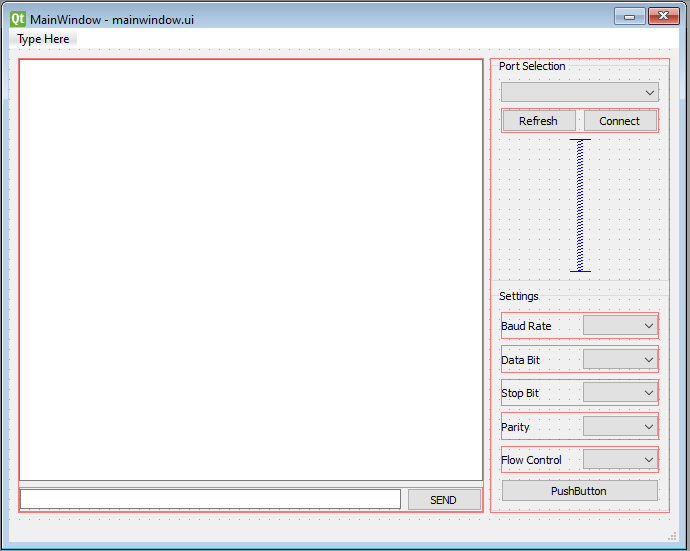 Qt MainWindow - mainwindow.ui
Type Here
Port Selection
Refresh Connect
Settings
Baud Rate
Data Bit
Stop Bit
Parity
Flow Control
SEND
PushButton